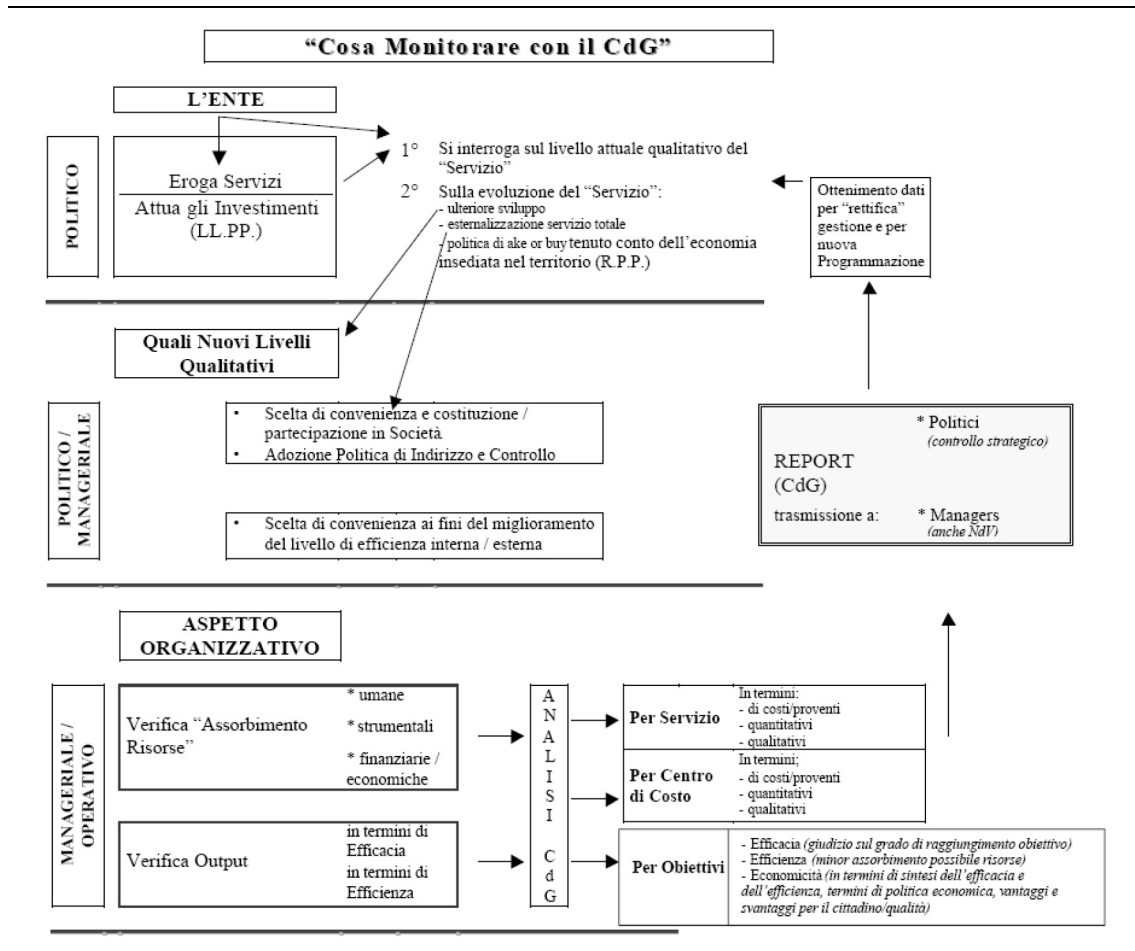 “Cosa Monitorare con il CdG”
L’ENTE
POLITICO
Eroga Servizi
Attua gli Investimenti
(LL.PP.)
1° Si interroga sul livello attuale qualitativo del
“Servizio”
2° Sulla evoluzione del “Servizio”:
- ulteriore sviluppo
- esternalizzazione servizio totale
- politica di ake or buy tenuto conto dell’economia
insediata nel territorio (R.P.P.)
Ottenimento dati
per “rettifica”
gestione e per
nuova
Programmazione
POLITICO /
MANAGERIALE
Quali Nuovi Livelli
Qualitativi
• Scelta di convenienza e costituzione /
partecipazione in Società
• Adozione Politica di Indirizzo e Controllo
• Scelta di convenienza ai fini del miglioramento
del livello di efficienza interna / esterna
* Politici
(controllo strategico)
REPORT
(CdG)
trasmissione a: * Managers
(anche NdV)
MANAGERIALE /
OPERATIVO
ASPETTO
ORGANIZZATIVO
Verifica “Assorbimento
Risorse”
* umane
* strumentali
* finanziarie /
economiche
Verifica Output
in termini di
Efficacia
in termini di
Efficienza
A
N
A
L
I
S
I
C
d
G
Per Servizio
In termini:
- di costi/proventi
- quantitativi
- qualitativi
Per Centro
di Costo
In termini;
- di costi/proventi
- quantitativi
- qualitativi
Per Obiettivi
- Efficacia (giudizio sul grado di raggiungimento obiettivo)
- Efficienza (minor assorbimento possibile risorse)
- Economicità (in termini di sintesi dell’efficacia e
dell’efficienza, termini di politica economica, vantaggi e
svantaggi per il cittadino/qualità)